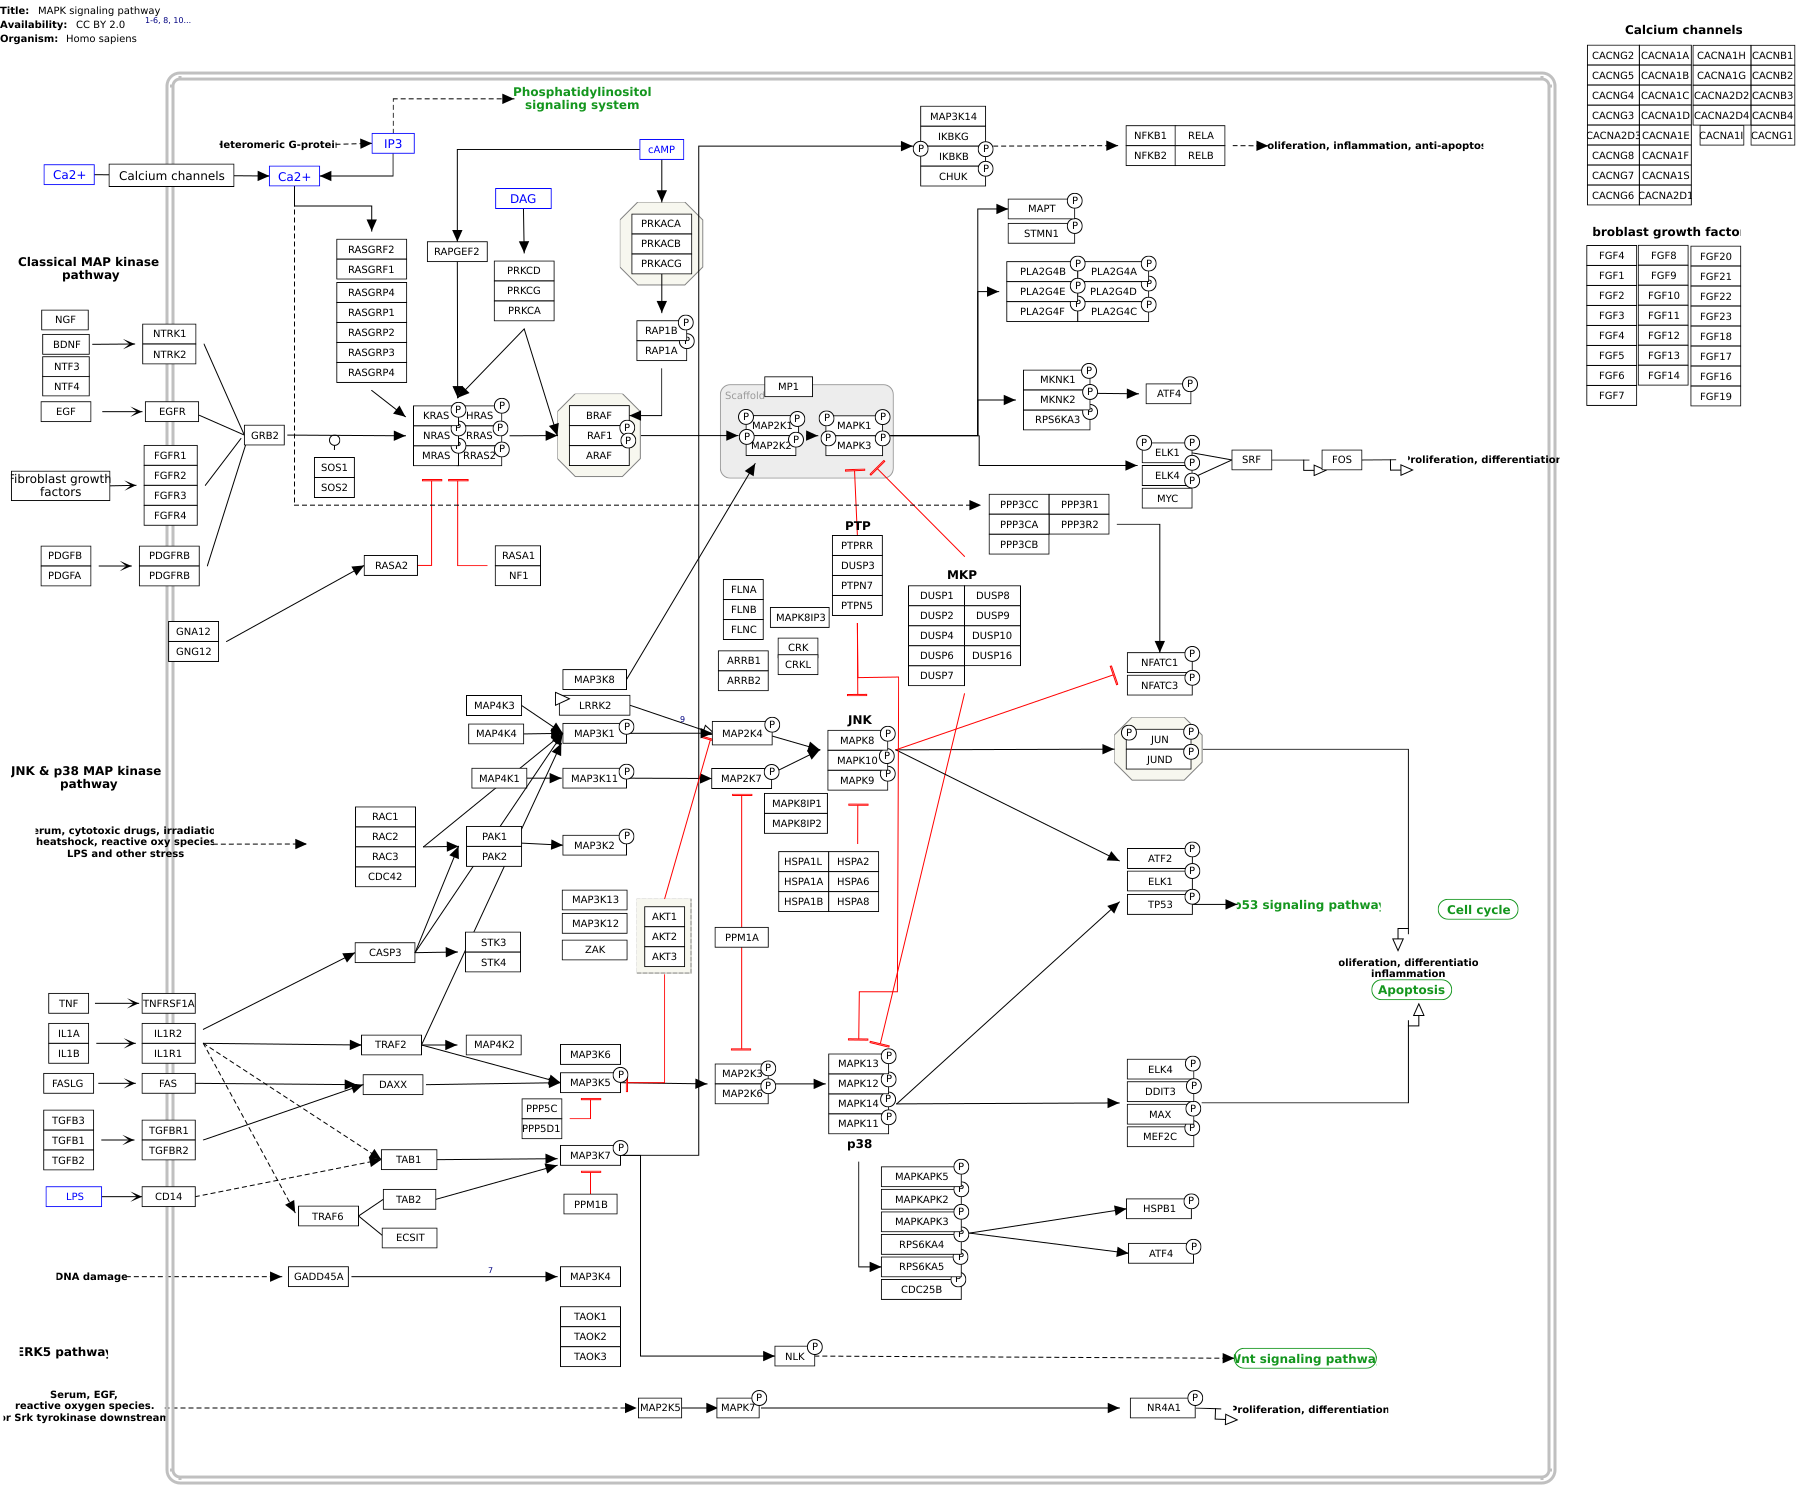 Title: MAPK signaling pathway
Availability: CC BY 2.0 1-6, 8, 10...
Organism: Homo sapiens
Calcium channels
CACNG2 CACNA1A CACNA1H CACNB1
CACNG5 CACNA1B CACNA1G CACNB2
CACNG4 CACNA1C CACNA2D2 CACNB3
CACNG3 CACNA1D CACNA2D4 CACNB4
CACNA2D3 CACNA1E CACNA1I CACNG1
CACNG8 CACNA1F
CACNG7 CACNA1S
CACNG6 CACNA2D1
broblast growth facto
FGF4 FGF8 FGF20
FGF1 FGF9 FGF21
FGF2 FGF10 FGF22
FGF3 FGF11 FGF23
FGF4 FGF12 FGF18
FGF5 FGF13 FGF17
FGF6 FGF14 FGF16
FGF7 FGF19
Phosphatidylinositol
signaling system
Heteromeric G-protei
IP3
Ca2+
Calcium channels
Ca2+
cAMP
DAG
PRKACA
PRKACB
PRKACG
RAP1B P
RAP1A P
RASGRF2
RASGRF1
RASGRP4
RASGRP1
RASGRP2
RASGRP3
RASGRP4
RAPGEF2
PRKCD
PRKCG
PRKCA
MAP3K14
IKBKG
P IKBKB P
CHUK P
NFKB1 RELA
NFKB2 RELB
oliferation, inflammation, anti-apoptos
MAPT P
STMN1 P
PLA2G4B P PLA2G4A P
PLA2G4E P PLA2G4D P
PLA2G4F P PLA2G4C P
MKNK1 P
MKNK2 P
RPS6KA3 P
ATF4 P
Classical MAP kinase
pathway
NGF
BDNF
NTF3
NTF4
EGF
Fibroblast growth
factors
PDGFB
PDGFA
NTRK1
NTRK2
EGFR
FGFR1
FGFR2
FGFR3
FGFR4
PDGFRB
PDGFRB
GRB2
SOS1
SOS2
KRAS P HRAS P
NRAS P RRAS P
MRAS P RRAS2 P
BRAF
RAF1 P
ARAF P
Scaffold
MP1
P MAP2K1 P
P MAP2K2 P
P MAPK1 P
P MAPK3 P
P ELK1 P
ELK4 P
MYC P
SRF
FOS
Proliferation, differentiation
PPP3CC PPP3R1
PPP3CA PPP3R2
PPP3CB
RASA2
RASA1
NF1
GNA12
GNG12
PTP
PTPRR
DUSP3
PTPN7
PTPN5
MKP
DUSP1 DUSP8
DUSP2 DUSP9
DUSP4 DUSP10
DUSP6 DUSP16
DUSP7
FLNA
FLNB
FLNC
MAPK8IP3
CRK
CRKL
ARRB1
ARRB2
NFATC1 P
NFATC3 P
MAP3K8
LRRK2
MAP4K3
MAP4K4
MAP3K1 P
9
MAP2K4 P
MAP4K1
MAP3K11 P
MAP2K7 P
JNK
MAPK8 P
MAPK10 P
MAPK9 P
MAPK8IP1
MAPK8IP2
P JUN P
JUND P
JNK & p38 MAP kinase
pathway
erum, cytotoxic drugs, irradiatio
heatshock, reactive oxy species
LPS and other stress
RAC1
RAC2
RAC3
CDC42
PAK1
PAK2
MAP3K2 P
HSPA1L HSPA2
HSPA1A HSPA6
HSPA1B HSPA8
ATF2 P
ELK1 P
TP53 P
p53 signaling pathway
Cell cycle
MAP3K13
MAP3K12
ZAK
AKT1
AKT2
AKT3
PPM1A
CASP3
STK3
STK4
oliferation, differentiatio
inflammation
Apoptosis
TNF
IL1A
IL1B
FASLG
TGFB3
TGFB1
TGFB2
LPS
TNFRSF1A
IL1R2
IL1R1
FAS
TGFBR1
TGFBR2
CD14
TRAF2
MAP4K2
DAXX
MAP3K6
MAP3K5 P
PPP5C
PPP5D1
MAP2K3 P
MAP2K6 P
MAPK13 P
MAPK12 P
MAPK14 P
MAPK11 P
p38
ELK4 P
DDIT3 P
MAX P
MEF2C P
TAB1
MAP3K7 P
PPM1B
TAB2
TRAF6
ECSIT
MAPKAPK5 P
MAPKAPK2 P
MAPKAPK3 P
RPS6KA4 P
RPS6KA5 P
CDC25B P
HSPB1 P
ATF4 P
DNA damage
GADD45A
7
MAP3K4
TAOK1
TAOK2
TAOK3
NLK P
Wnt signaling pathwa
ERK5 pathway
Serum, EGF,
reactive oxygen species.
or Srk tyrokinase downstream
MAP2K5
MAPK7 P
NR4A1 P
Proliferation, differentiation